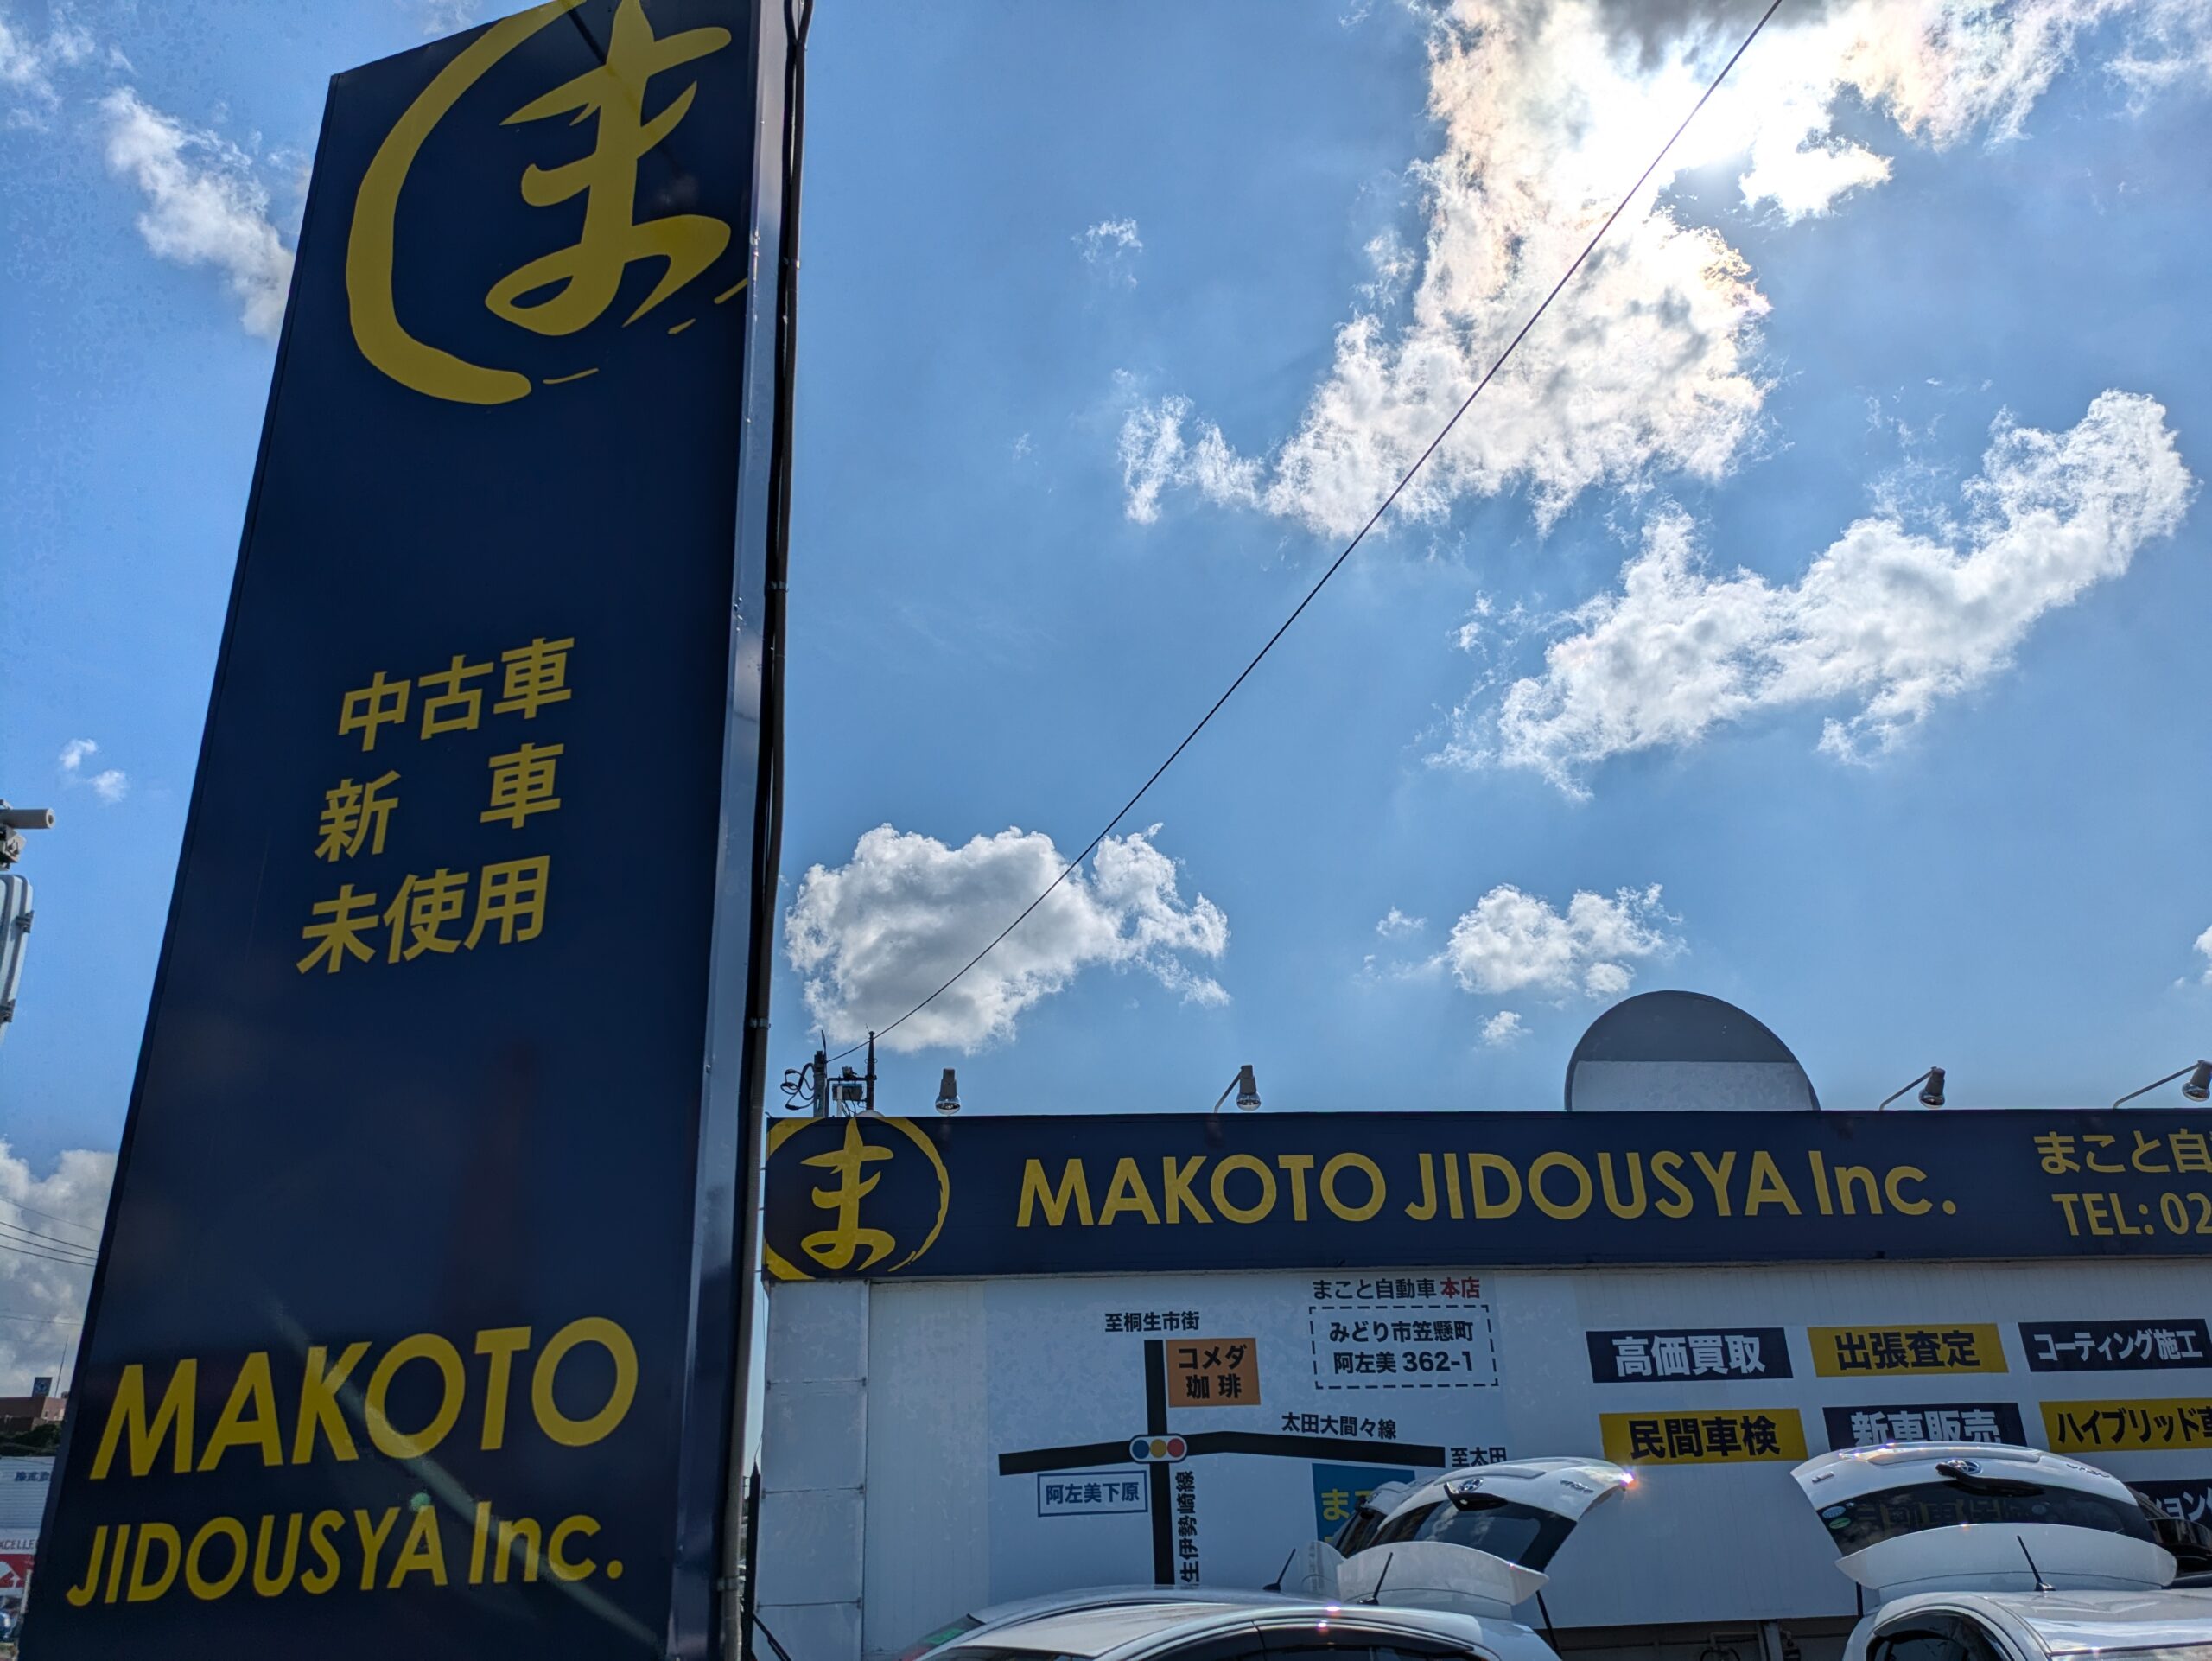 ま
中古車
新 車
未使用
MAKOTO
JIDOUSYA Inc.
ま
MAKOTO JIDOUSYA Inc.
まこと自
TEL: 02
まこと自動車 本店
みどり市笠懸町
阿左美 362-1
至桐生市街
コメダ
珈琲
太田大間々線
至太田
阿左美下原
生伊勢崎線
高価買取
出張査定
コーティング施工
民間車検
新車販売
ハイブリッド